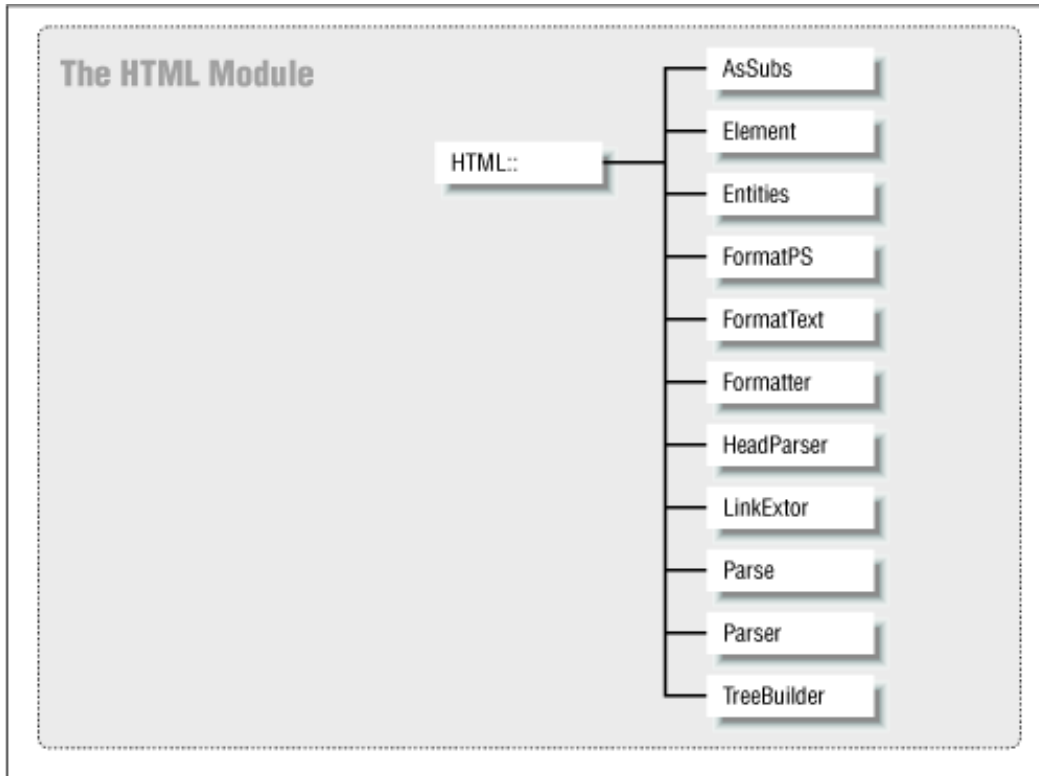 The HTML Module
HTML::
AsSubs
Element
Entities
FormatPS
FormatText
Formatter
HeadParser
LinkExtor
Parse
Parser
TreeBuilder